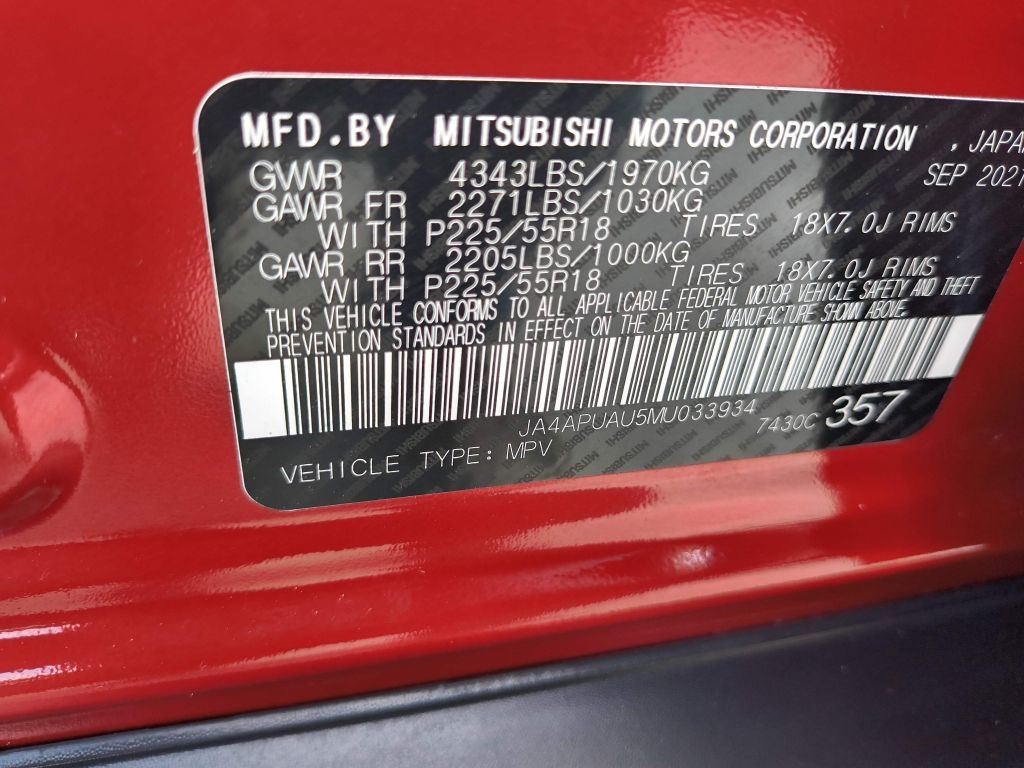 MFD.BY MITSUBISHI MOTORS CORPORATION ,JAPAN
GVWR 4343LBS/1970KG SEP 2021
GAWR FR 2271LBS/1030KG
WITH P225/55R18 TIRES 18X7.0J RIMS
GAWR RR 2205LBS/1000KG
WITH P225/55R18 TIRES 18X7.0J RIMS
THIS VEHICLE CONFORMS TO ALL APPLICABLE FEDERAL MOTOR VEHICLE SAFETY AND THEFT
PREVENTION STANDARDS IN EFFECT ON THE DATE OF MANUFACTURE SHOWN ABOVE.
JA4APUAU5MU033934 7430C 357
VEHICLE TYPE: MPV